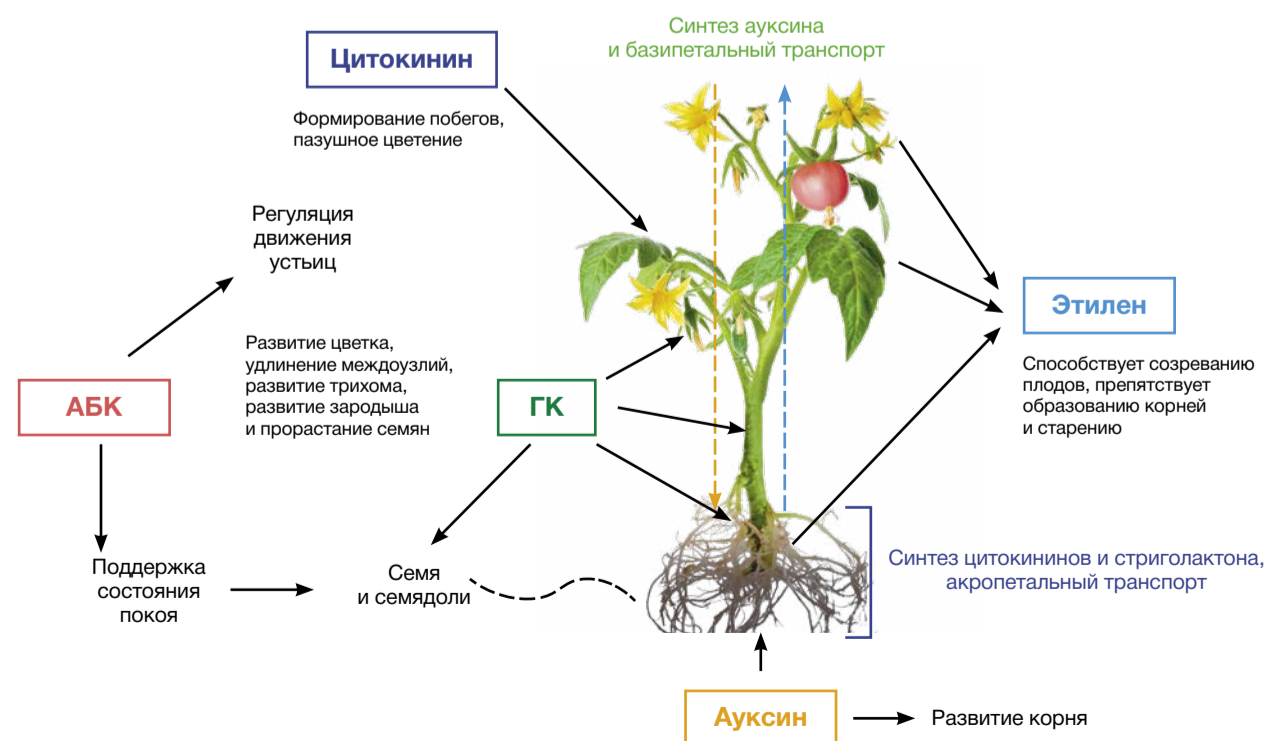 Синтез ауксина
и базипетальный транспорт
Цитокинин
Формирование побегов,
пазушное цветение
Регуляция
движения
устьиц
Этилен
Способствует созреванию
плодов, препятствует
образованию корней
и старению
Развитие цветка,
удлинение междоузлий,
развитие трихома,
развитие зародыша
и прорастание семян
АБК
ГК
Поддержка
состояния
покоя
Семя
и семядоли
Синтез цитокининов и стриголактона,
акропетальный транспорт
Ауксин
Развитие корня